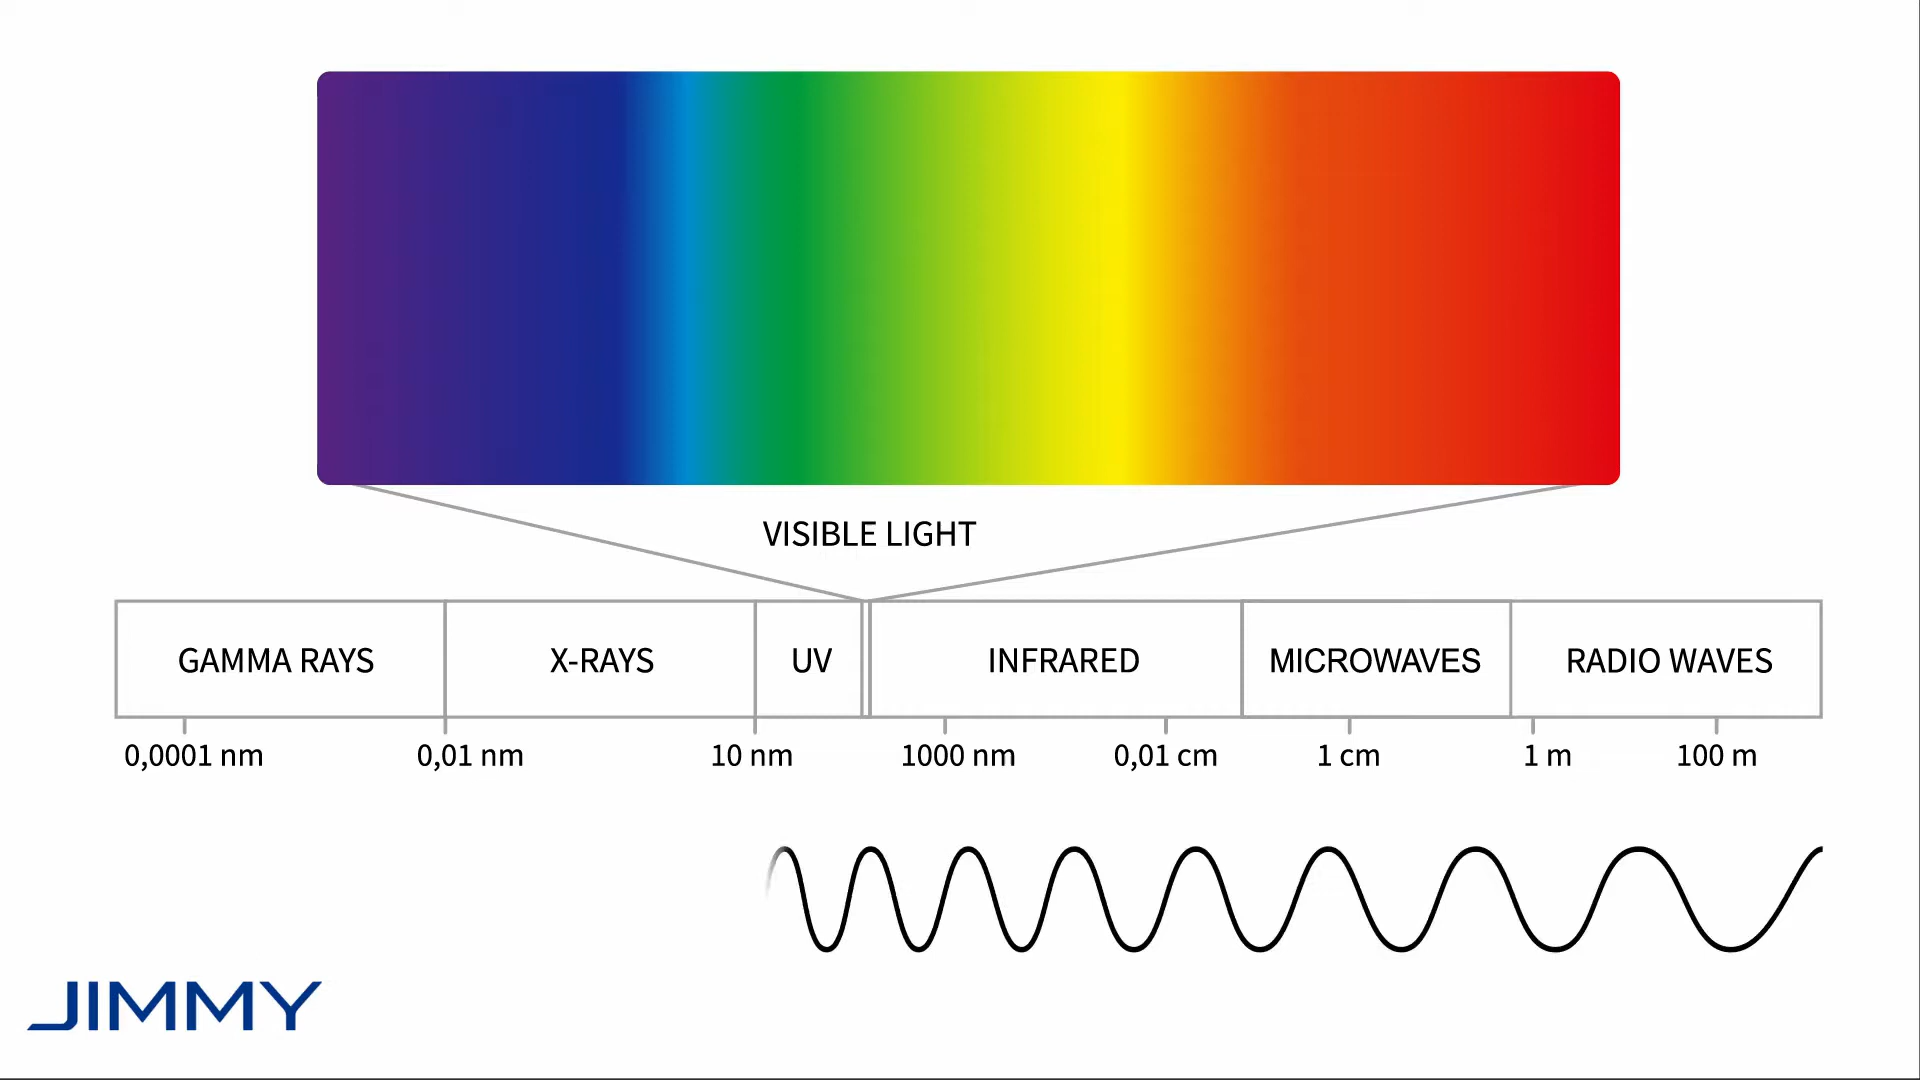 VISIBLE LIGHT
GAMMA RAYS X-RAYS UV INFRARED MICROWAVES RADIO WAVES
0,0001 nm 0,01 nm 10 nm 1000 nm 0,01 cm 1 cm 1 m 100 m
JIMMY